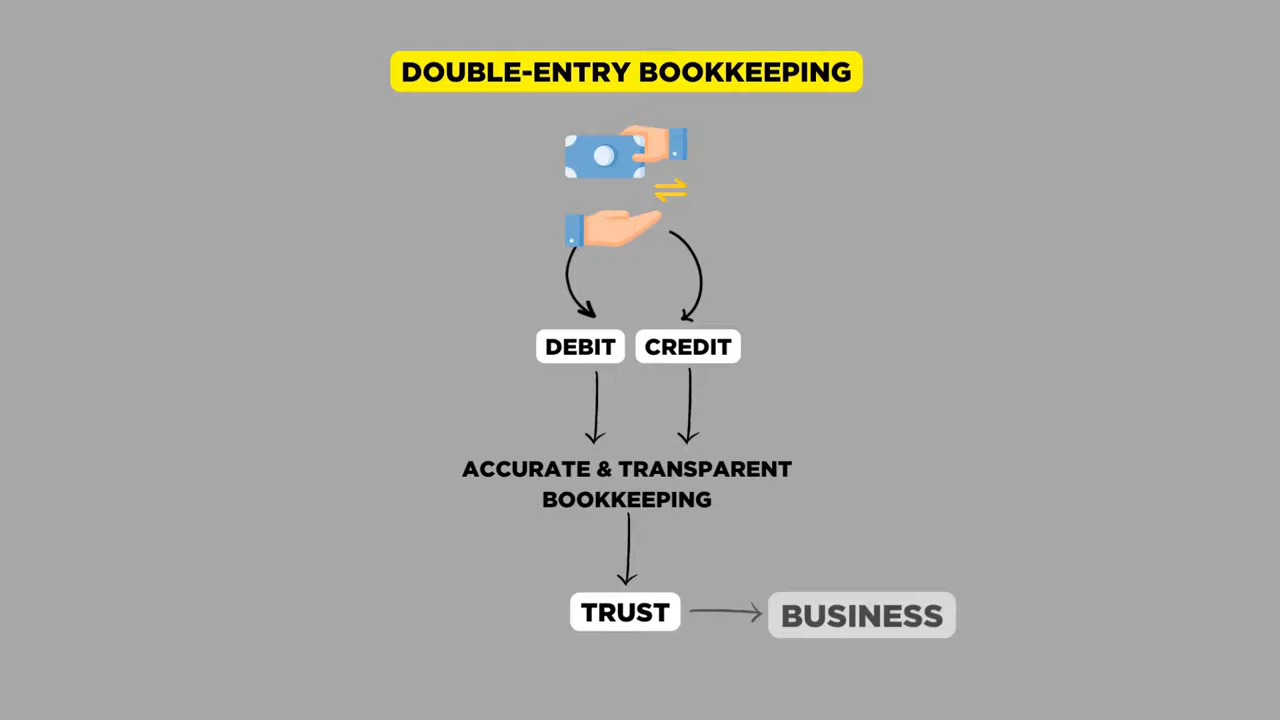 DOUBLE-ENTRY BOOKKEEPING
DEBIT
CREDIT
ACCURATE & TRANSPARENT
BOOKKEEPING
TRUST
BUSINESS